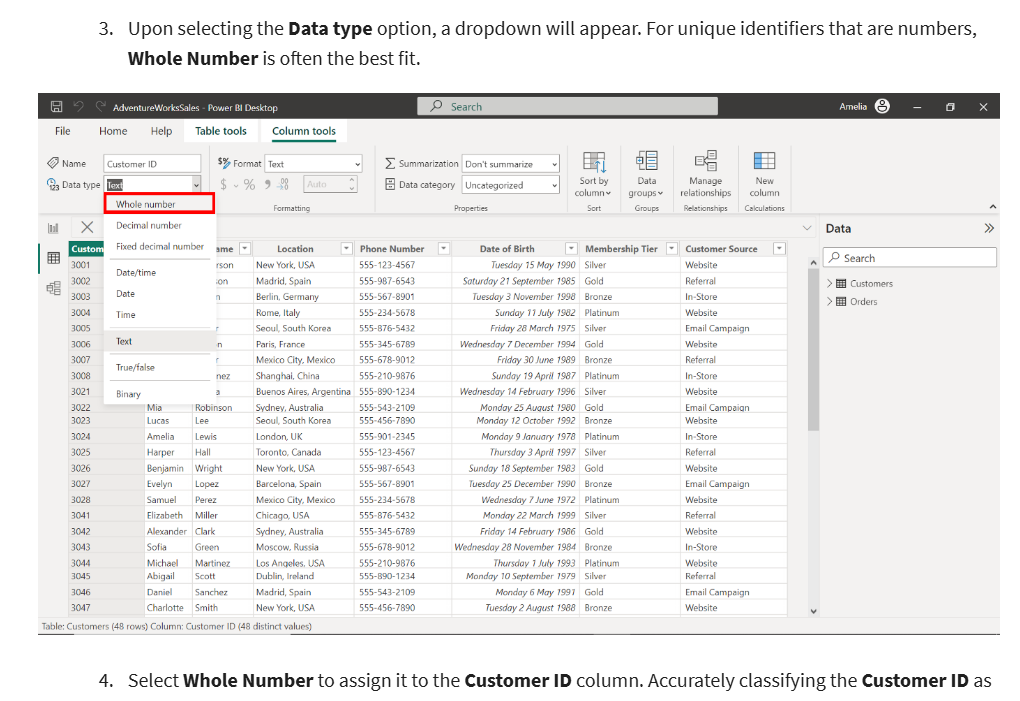 3. Upon selecting the Data type option, a dropdown will appear. For unique identifiers that are numbers,
Whole Number is often the best fit.
AdventureWorksSales - Power BI Desktop
Search
Amelia
File Home Help Table tools Column tools
Name Customer ID
$% Format Text
Summarization Don't summarize
Data type Text
$ % 9 Auto
Data category Uncategorized
Sort by column
Data groups
Manage relationships
New column
Formatting Properties Sort Groups Relationships Calculations
Whole number
Decimal number
Fixed decimal number
Date/time
Date
Time
Text
True/false
Binary
Custom ame Location Phone Number Date of Birth Membership Tier Customer Source
3001 rson New York, USA 555-123-4567 Tuesday 15 May 1990 Silver Website
3002 on Madrid, Spain 555-987-6543 Saturday 21 September 1985 Gold Referral
3003 n Berlin, Germany 555-567-8901 Tuesday 3 November 1998 Bronze In-Store
3004 Rome, Italy 555-234-5678 Sunday 11 July 1982 Platinum Website
3005 r Seoul, South Korea 555-876-5432 Friday 28 March 1975 Silver Email Campaign
3006 n Paris, France 555-345-6789 Wednesday 7 December 1994 Gold Website
3007 r Mexico City, Mexico 555-678-9012 Friday 30 June 1989 Bronze Referral
3008 nez Shanghai, China 555-210-9876 Sunday 19 April 1987 Platinum In-Store
3021 a Buenos Aires, Argentina 555-890-1234 Wednesday 14 February 1996 Silver Website
3022 Mia Robinson Sydney, Australia 555-543-2109 Monday 25 August 1980 Gold Email Campaign
3023 Lucas Lee Seoul, South Korea 555-456-7890 Monday 12 October 1992 Bronze Website
3024 Amelia Lewis London, UK 555-901-2345 Monday 9 January 1978 Platinum In-Store
3025 Harper Hall Toronto, Canada 555-123-4567 Thursday 3 April 1997 Silver Referral
3026 Benjamin Wright New York, USA 555-987-6543 Sunday 18 September 1983 Gold Website
3027 Evelyn Lopez Barcelona, Spain 555-567-8901 Tuesday 25 December 1990 Bronze Email Campaign
3028 Samuel Perez Mexico City, Mexico 555-234-5678 Wednesday 7 June 1972 Platinum Website
3041 Elizabeth Miller Chicago, USA 555-876-5432 Monday 22 March 1999 Silver Referral
3042 Alexander Clark Sydney, Australia 555-345-6789 Friday 14 February 1986 Gold Website
3043 Sofia Green Moscow, Russia 555-678-9012 Wednesday 28 November 1984 Bronze In-Store
3044 Michael Martinez Los Angeles, USA 555-210-9876 Thursday 1 July 1993 Platinum Website
3045 Abigail Scott Dublin, Ireland 555-890-1234 Monday 10 September 1979 Silver Referral
3046 Daniel Sanchez Madrid, Spain 555-543-2109 Monday 6 May 1991 Gold Email Campaign
3047 Charlotte Smith New York, USA 555-456-7890 Tuesday 2 August 1988 Bronze Website
Data
Search
Customers
Orders
Table: Customers (48 rows) Column: Customer ID (48 distinct values)
4. Select Whole Number to assign it to the Customer ID column. Accurately classifying the Customer ID as